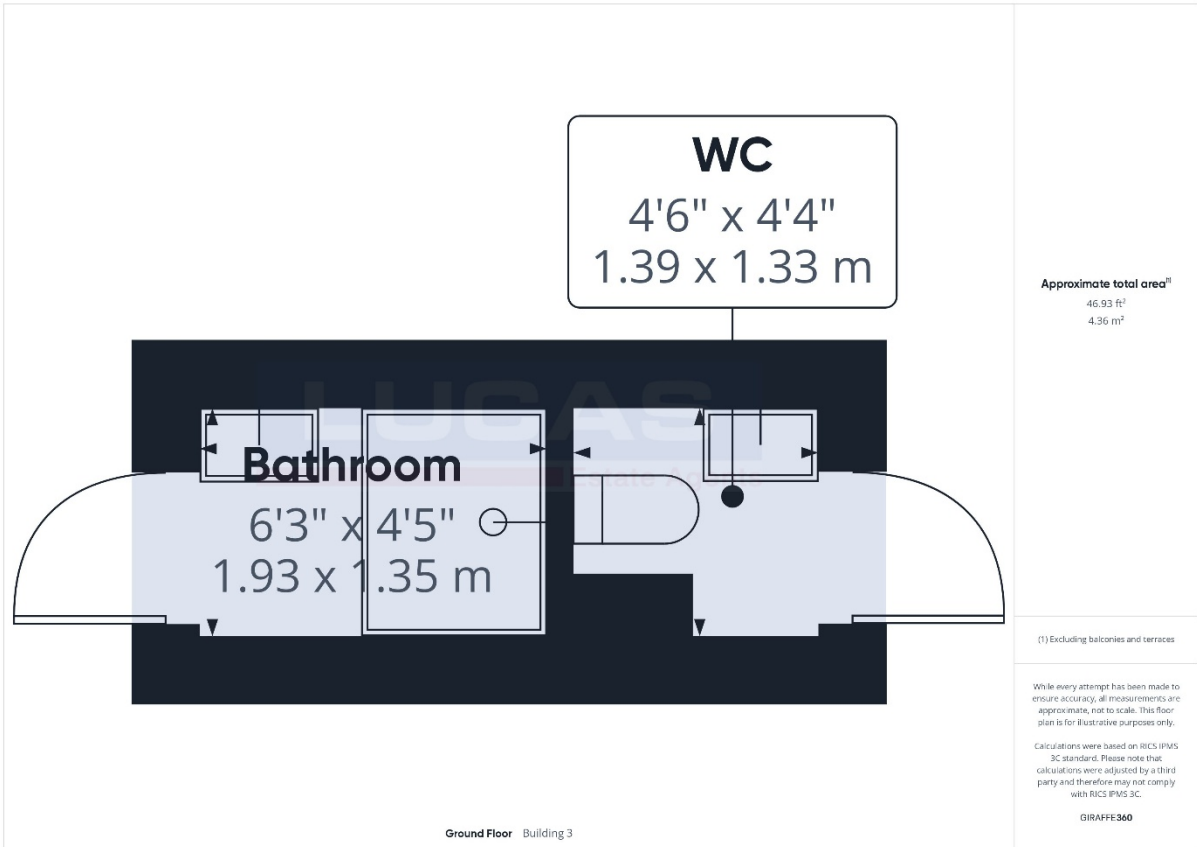 WC
4'6" x 4'4"
1.39 x 1.33 m
LUCAS
Estate Agents
Bathroom
6'3" x 4'5"
1.93 x 1.35 m
Approximate total area(1)
46.93 ft²
4.36 m²
(1) Excluding balconies and terraces
While every attempt has been made to
ensure accuracy, all measurements are
approximate, not to scale. This floor
plan is for illustrative purposes only.
Calculations were based on RICS IPMS
3C standard. Please note that
calculations were adjusted by a third
party and therefore may not comply
with RICS IPMS 3C.
GIRAFFE360
Ground Floor Building 3